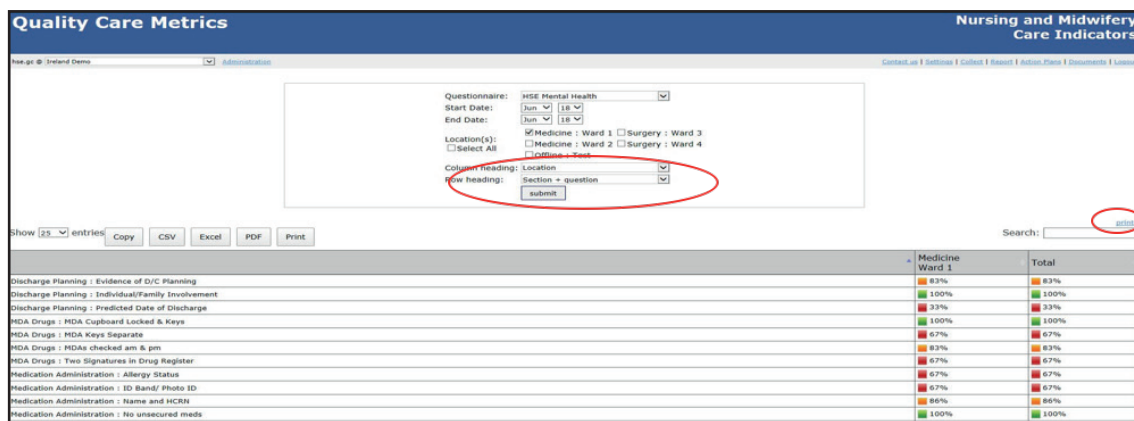 Quality Care Metrics
Nursing and Midwifery
Care Indicators
hse.gc @ Ireland Demo Administration
Contact us | Settings | Collect | Report | Action Plans | Documents | Logout
Questionnaire: HSE Mental Health
Start Date: Jun 18
End Date: Jun 18
Location(s): Medicine : Ward 1 Surgery : Ward 3
Select All Medicine : Ward 2 Surgery : Ward 4
Offline : Test
Column heading: Location
Row heading: Section + question
submit
print
Show 25 entries Copy CSV Excel PDF Print Search:
Medicine
Ward 1 Total
Discharge Planning : Evidence of D/C Planning 83% 83%
Discharge Planning : Individual/Family Involvement 100% 100%
Discharge Planning : Predicted Date of Discharge 33% 33%
MDA Drugs : MDA Cupboard Locked & Keys 100% 100%
MDA Drugs : MDA Keys Separate 67% 67%
MDA Drugs : MDAs checked am & pm 83% 83%
MDA Drugs : Two Signatures in Drug Register 67% 67%
Medication Administration : Allergy Status 67% 67%
Medication Administration : ID Band/ Photo ID 67% 67%
Medication Administration : Name and HCRN 86% 86%
Medication Administration : No unsecured meds 100% 100%